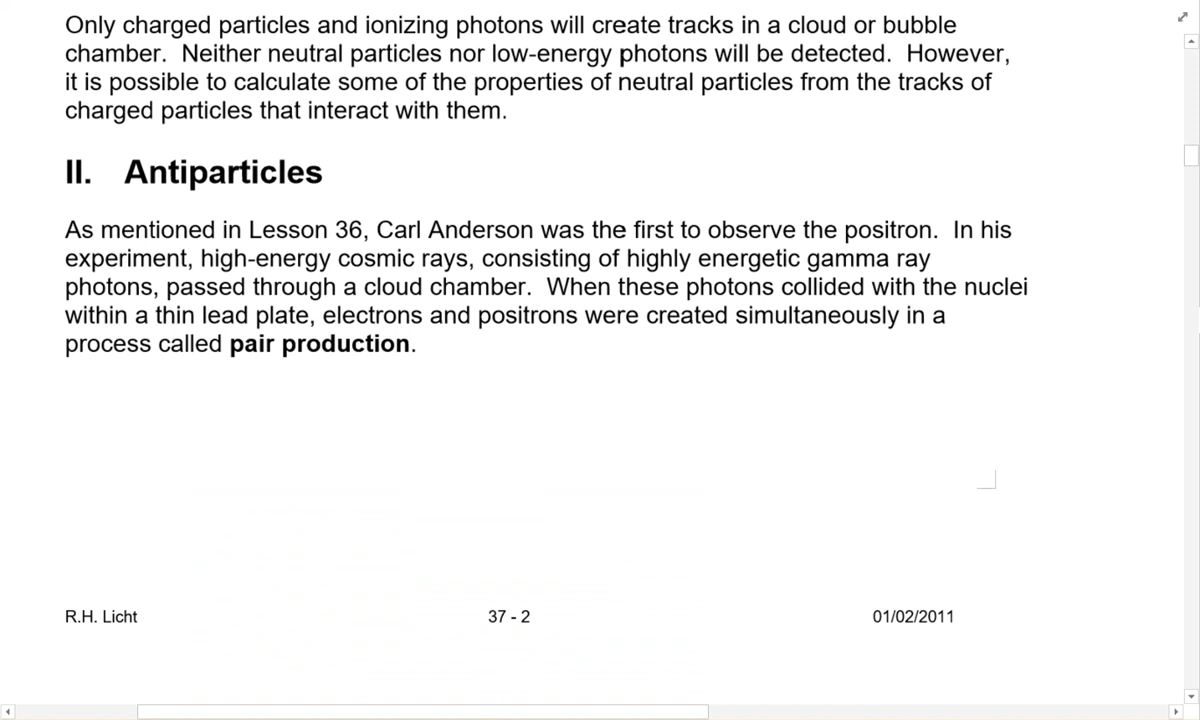 Only charged particles and ionizing photons will create tracks in a cloud or bubble
chamber.  Neither neutral particles nor low-energy photons will be detected.  However,
it is possible to calculate some of the properties of neutral particles from the tracks of
charged particles that interact with them.
II. Antiparticles
As mentioned in Lesson 36, Carl Anderson was the first to observe the positron.  In his
experiment, high-energy cosmic rays, consisting of highly energetic gamma ray
photons, passed through a cloud chamber.  When these photons collided with the nuclei
within a thin lead plate, electrons and positrons were created simultaneously in a
process called pair production.
R.H. Licht 37 - 2 01/02/2011